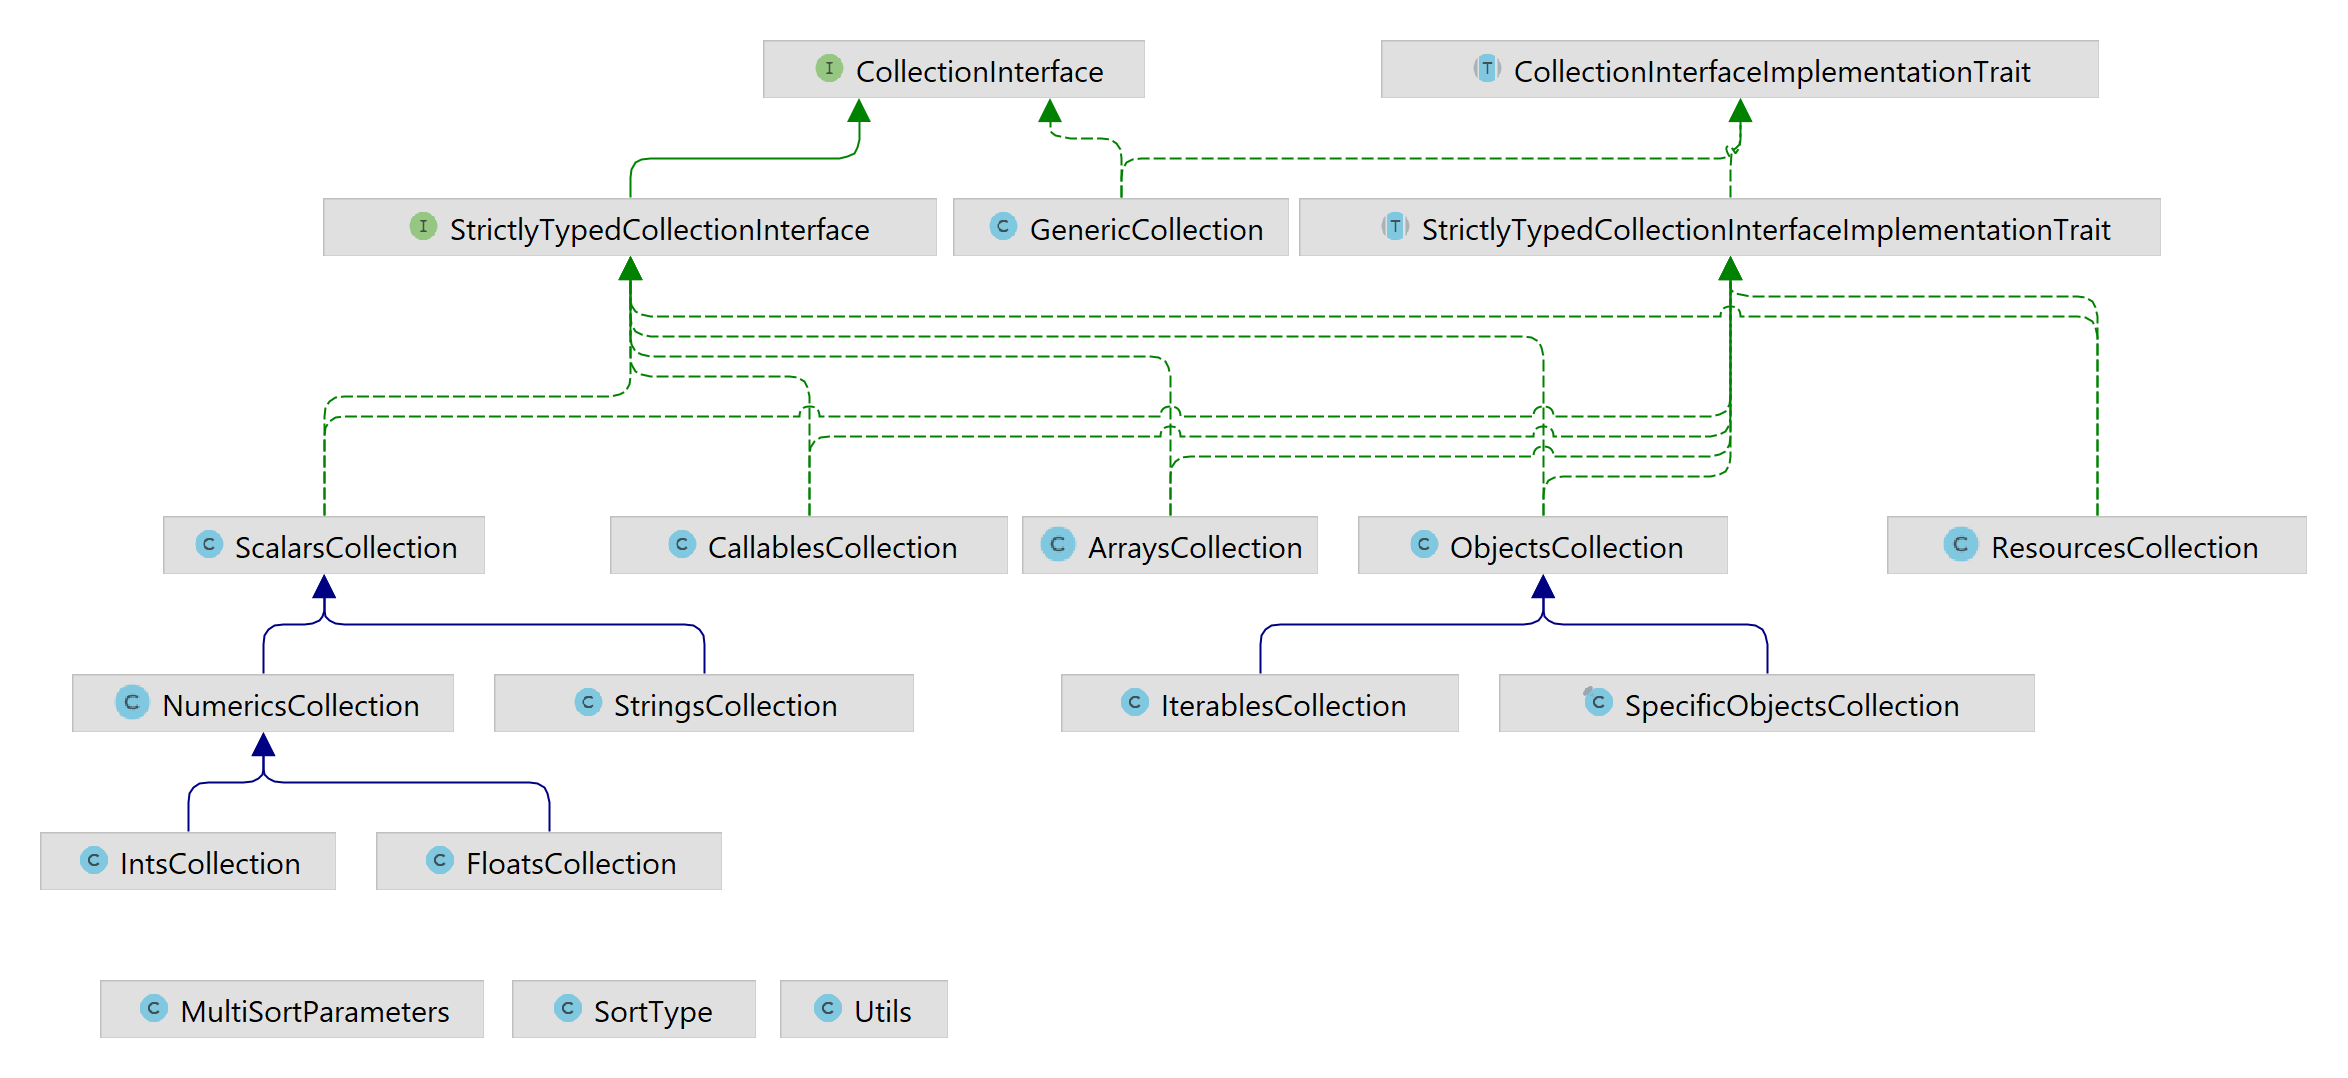 I CollectionInterface
T CollectionInterfaceImplementationTrait
I StrictlyTypedCollectionInterface
C GenericCollection
T StrictlyTypedCollectionInterfaceImplementationTrait
C ScalarsCollection
C CallablesCollection
C ArraysCollection
C ObjectsCollection
C ResourcesCollection
C NumericsCollection
C StringsCollection
C IterablesCollection
C SpecificObjectsCollection
C IntsCollection
C FloatsCollection
C MultiSortParameters
C SortType
C Utils